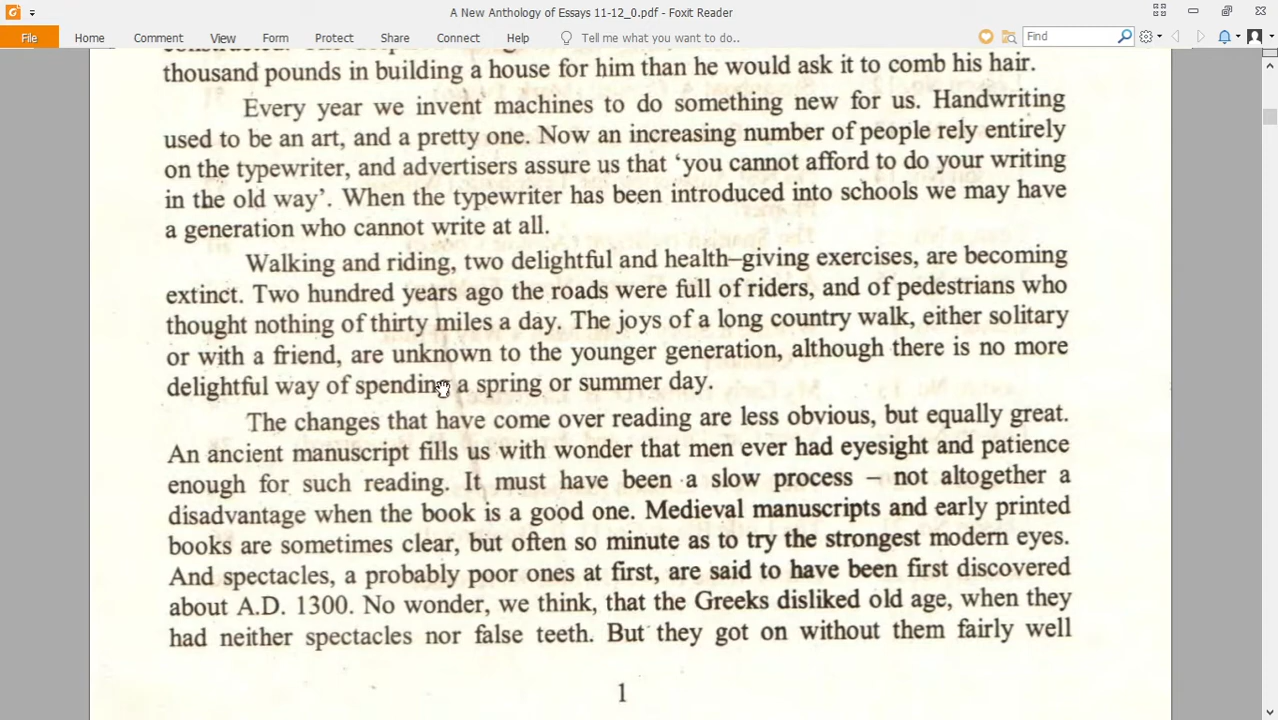 A New Anthology of Essays 11-12_0.pdf - Foxit Reader
File Home Comment View Form Protect Share Connect Help Tell me what you want to do.. Find
thousand pounds in building a house for him than he would ask it to comb his hair.
Every year we invent machines to do something new for us. Handwriting
used to be an art, and a pretty one. Now an increasing number of people rely entirely
on the typewriter, and advertisers assure us that ‘you cannot afford to do your writing
in the old way’. When the typewriter has been introduced into schools we may have
a generation who cannot write at all.
Walking and riding, two delightful and health–giving exercises, are becoming
extinct. Two hundred years ago the roads were full of riders, and of pedestrians who
thought nothing of thirty miles a day. The joys of a long country walk, either solitary
or with a friend, are unknown to the younger generation, although there is no more
delightful way of spending a spring or summer day.
The changes that have come over reading are less obvious, but equally great.
An ancient manuscript fills us with wonder that men ever had eyesight and patience
enough for such reading. It must have been a slow process – not altogether a
disadvantage when the book is a good one. Medieval manuscripts and early printed
books are sometimes clear, but often so minute as to try the strongest modern eyes.
And spectacles, a probably poor ones at first, are said to have been first discovered
about A.D. 1300. No wonder, we think, that the Greeks disliked old age, when they
had neither spectacles nor false teeth. But they got on without them fairly well
1